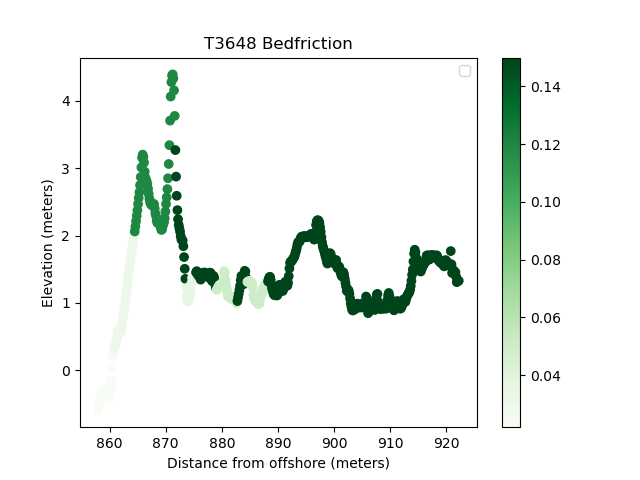 T3648 Bedfriction
Elevation (meters)
4
3
2
1
0
860 870 880 890 900 910 920
Distance from offshore (meters)
0.14
0.12
0.10
0.08
0.06
0.04